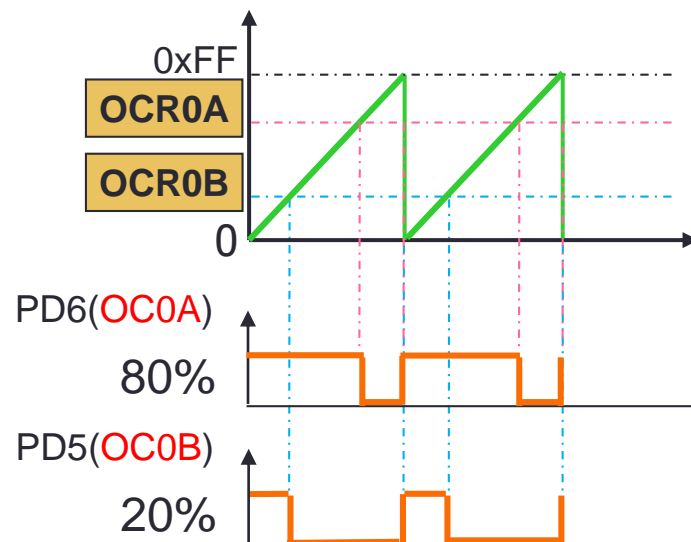 0xFF
OCR0A
OCR0B
0
PD6(OC0A)
80%
PD5(OC0B)
20%